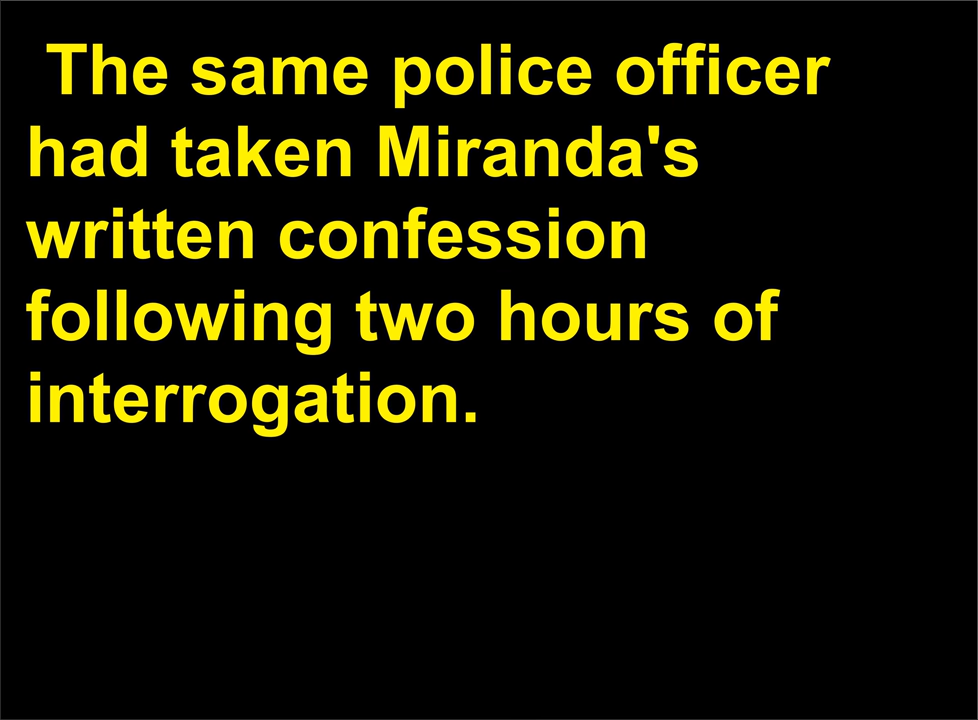 The same police officer
had taken Miranda's
written confession
following two hours of
interrogation.